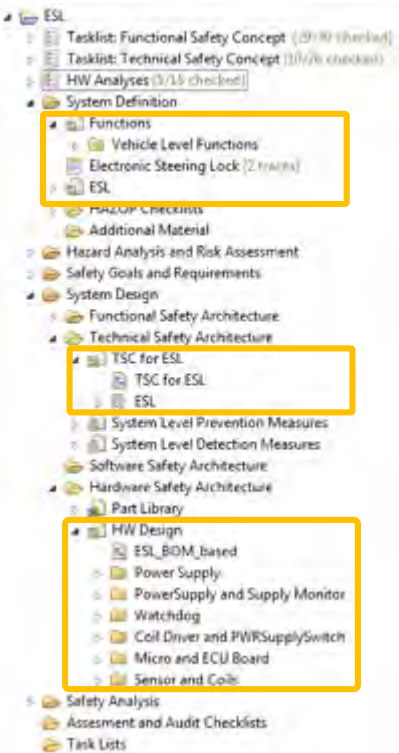 ESL
Tasklist: Functional Safety Concept
Tasklist: Technical Safety Concept
HW Analyses
System Definition
Functions
Vehicle Level Functions
Electronic Steering Lock [2 traces]
ESL
HAZOP Checklists
Additional Material
Hazard Analysis and Risk Assessment
Safety Goals and Requirements
System Design
Functional Safety Architecture
Technical Safety Architecture
TSC for ESL
TSC for ESL
ESL
System Level Prevention Measures
System Level Detection Measures
Software Safety Architecture
Hardware Safety Architecture
Part Library
HW Design
ESL_BOM_based
Power Supply
PowerSupply and Supply Monitor
Watchdog
Coil Driver and PWRSupplySwitch
Micro and ECU Board
Sensor and Coils
Safety Analysis
Assesment and Audit Checklists
Task Lists